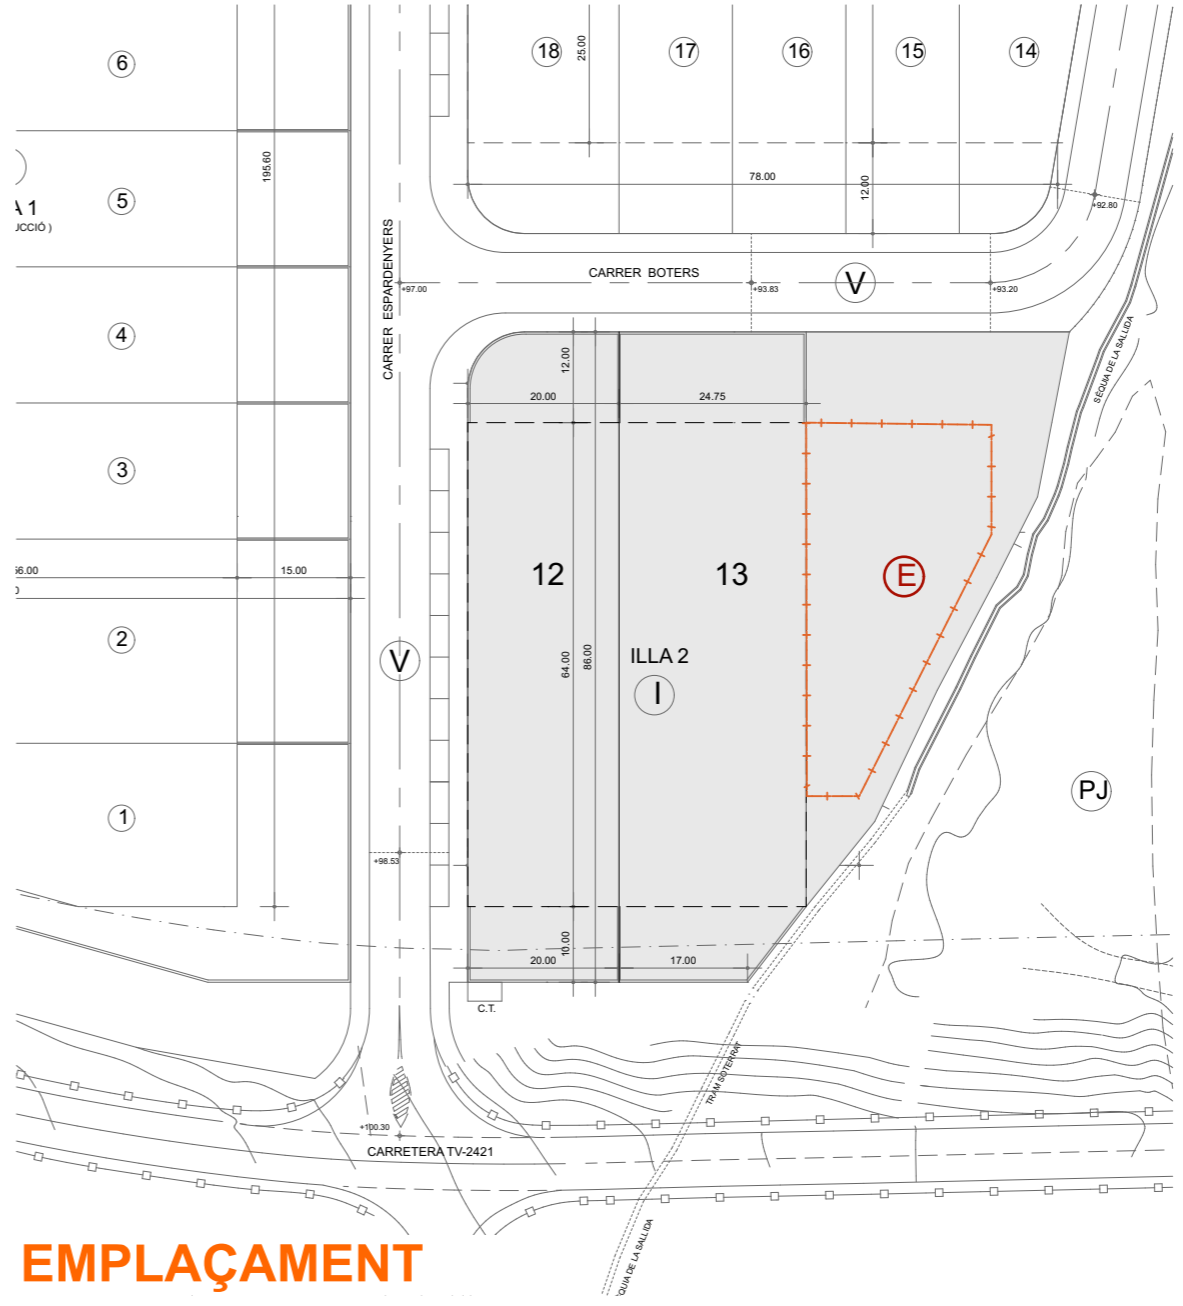 6
18
25.00
17
16
15
14
195.60
78.00
12.00
+92.80
5
A 1
UCCIÓ )
CARRER ESPARDENYERS
CARRER BOTERS
V
+97.00
+93.83
+93.20
4
12.00
SÈQUIA DE LA SALLIDA
20.00
24.75
3
12
13
E
66.00
15.00
2
64.00
86.00
ILLA 2
I
V
1
PJ
+98.53
10.00
20.00
17.00
C.T.
TRAM SOTERRAT
+100.30
CARRETERA TV-2421
EMPLAÇAMENT
QUIA DE LA SALLIDA